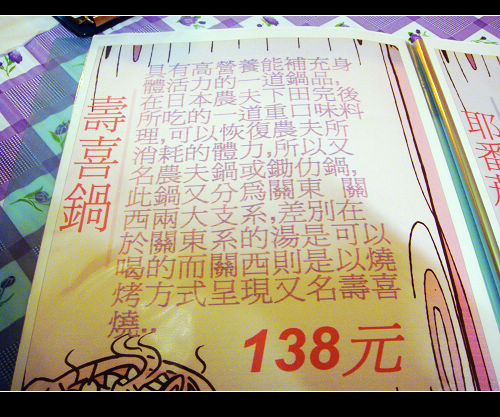 壽喜鍋
具有高營養能補充身
體活力的一道鍋品,
在日本農夫下田完後
所吃的一道重口味料
理,可以恢復農夫所
消耗的體力,所以又
名農夫鍋或鋤仂鍋,
此鍋又分爲關東 關
西兩大支系,差別在
於關東系的湯是可以
喝的而關西則是以燒
烤方式呈現又名壽喜
燒..
138元
耶
番